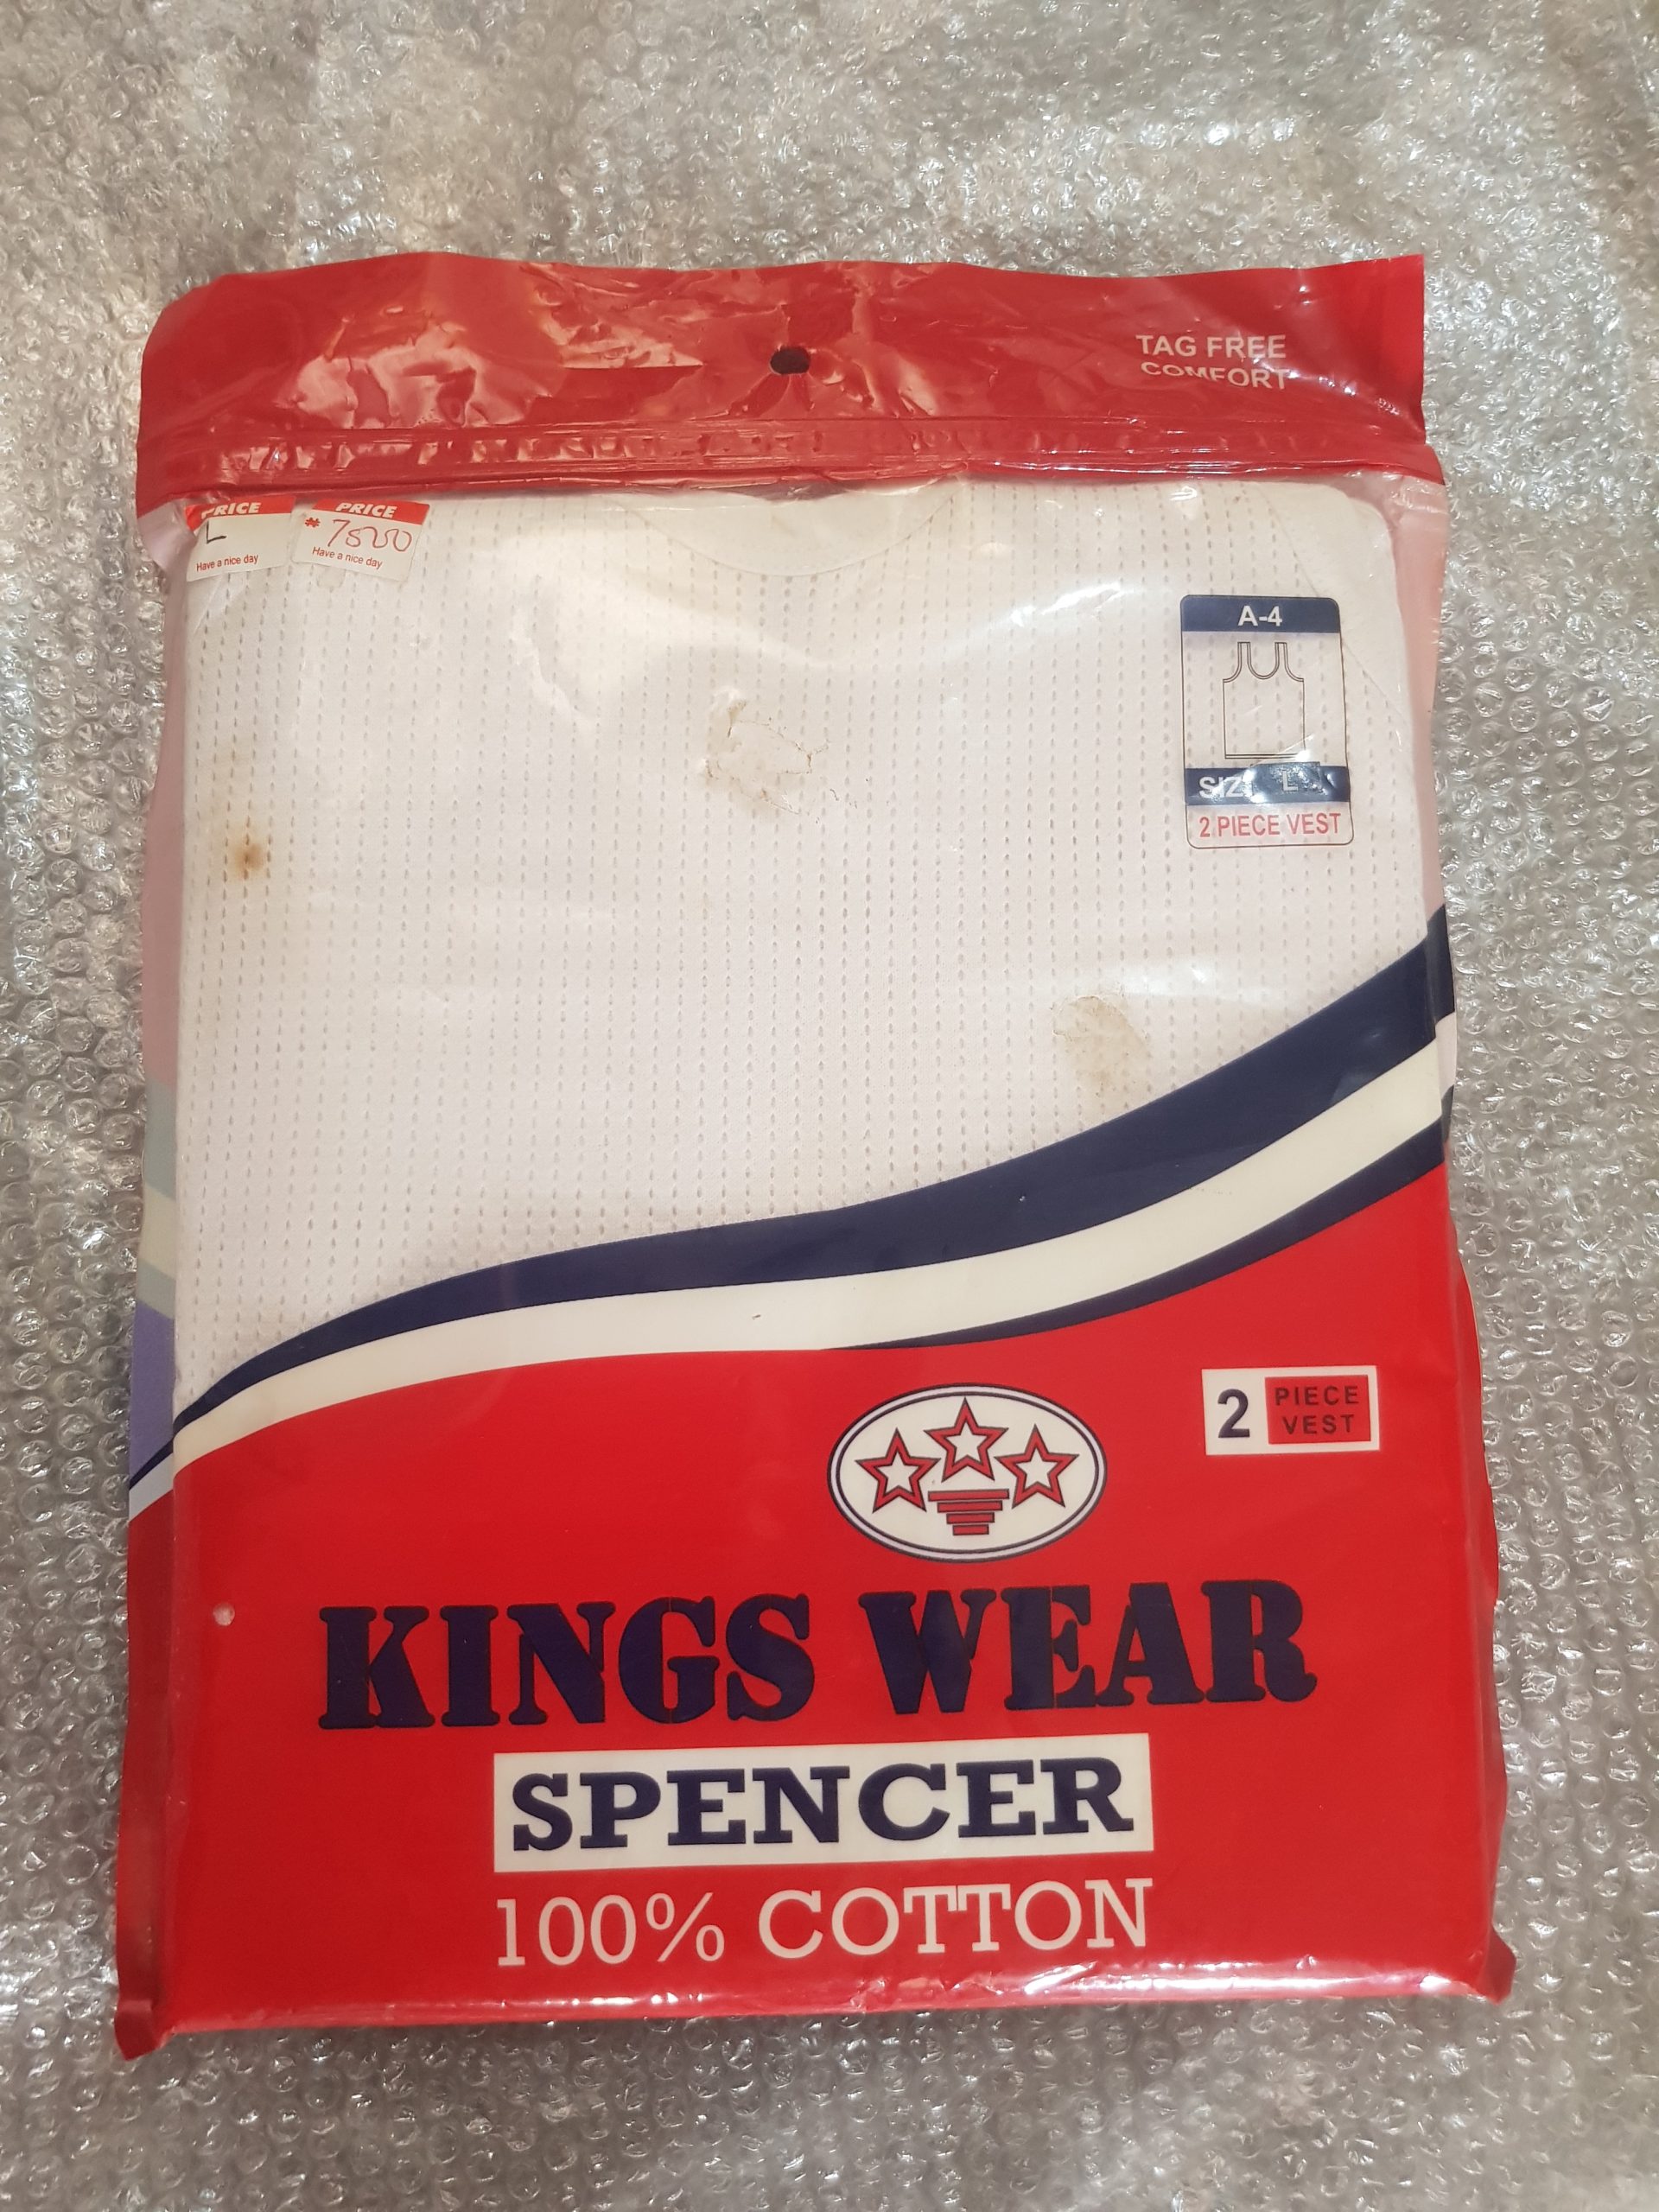 TAG FREE
COMFORT
PRICE
L
Have a nice day
PRICE
# 7500
Have a nice day
A-4
SIZE L
2 PIECE VEST
2 PIECE
VEST
KINGS WEAR
SPENCER
100% COTTON